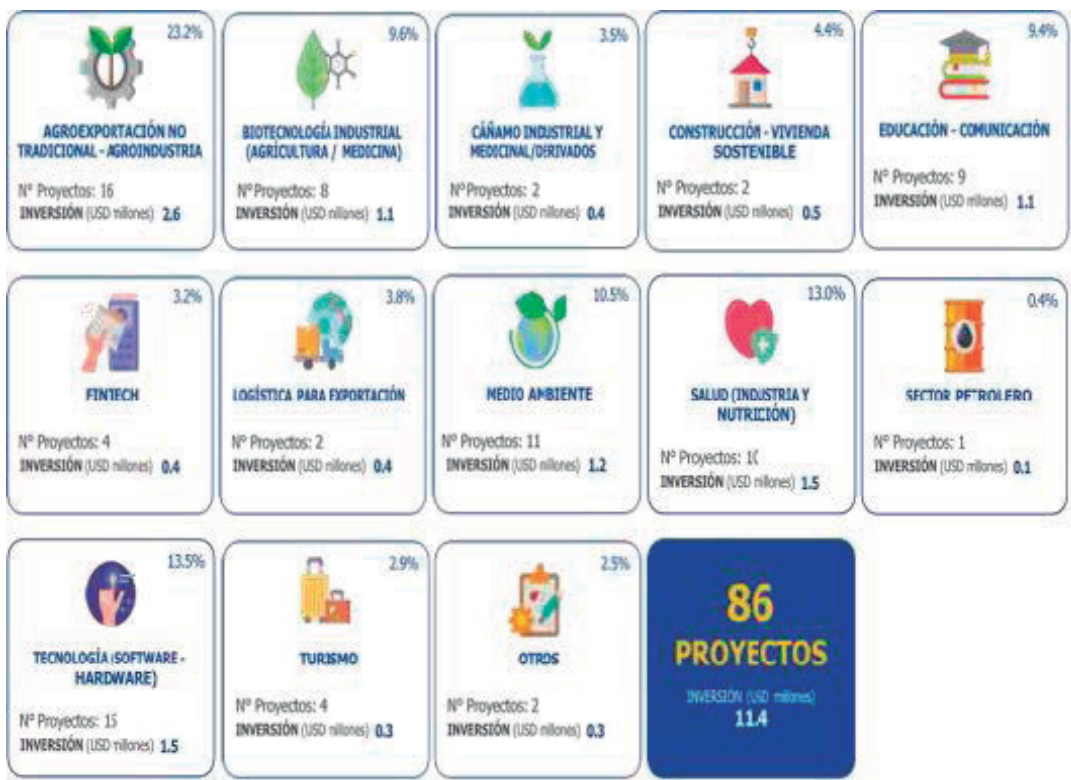 23.2%
AGROEXPORTACIÓN NO
TRADICIONAL - AGROINDUSTRIA
Nº Proyectos: 16
INVERSIÓN (USD millones) 2.6
9.6%
BIOTECNOLOGÍA INDUSTRIAL
(AGRICULTURA / MEDICINA)
Nº Proyectos: 8
INVERSIÓN (USD millones) 1.1
3.5%
CÁÑAMO INDUSTRIAL Y
MEDICINAL/DERIVADOS
Nº Proyectos: 2
INVERSIÓN (USD millones) 0.4
4.4%
CONSTRUCCIÓN - VIVIENDA
SOSTENIBLE
Nº Proyectos: 2
INVERSIÓN (USD millones) 0.5
9.4%
EDUCACIÓN - COMUNICACIÓN
Nº Proyectos: 9
INVERSIÓN (USD millones) 1.1
3.2%
FINTECH
Nº Proyectos: 4
INVERSIÓN (USD millones) 0.4
3.8%
LOGÍSTICA PARA EXPORTACIÓN
Nº Proyectos: 2
INVERSIÓN (USD millones) 0.4
10.5%
MEDIO AMBIENTE
Nº Proyectos: 11
INVERSIÓN (USD millones) 1.2
13.0%
SALUD (INDUSTRIA Y
NUTRICIÓN)
Nº Proyectos: 10
INVERSIÓN (USD millones) 1.5
0.4%
SECTOR PETROLERO
Nº Proyectos: 1
INVERSIÓN (USD millones) 0.1
13.5%
TECNOLOGÍA (SOFTWARE -
HARDWARE)
Nº Proyectos: 15
INVERSIÓN (USD millones) 1.5
2.9%
TURISMO
Nº Proyectos: 4
INVERSIÓN (USD millones) 0.3
2.5%
OTROS
Nº Proyectos: 2
INVERSIÓN (USD millones) 0.3
86
PROYECTOS
INVERSIÓN (USD millones)
11.4